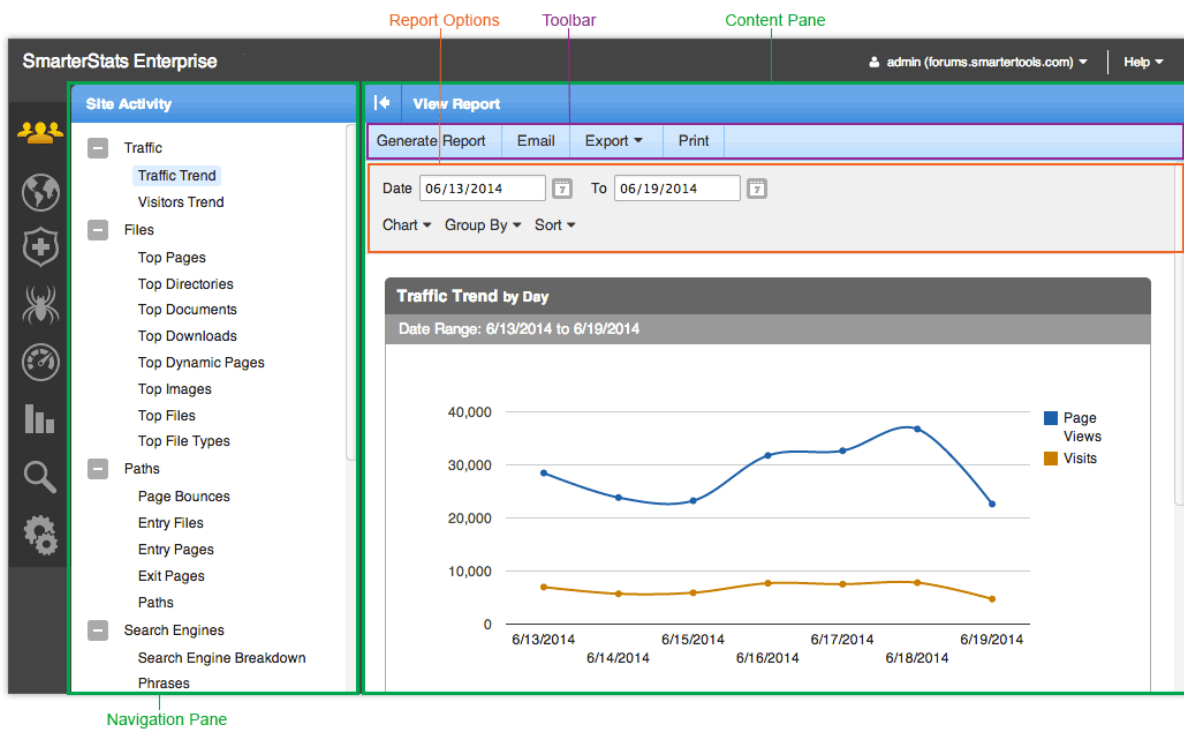 Report Options
Toolbar
Content Pane
SmarterStats Enterprise
admin (forums.smartertools.com)
Help
Site Activity
Traffic
Traffic Trend
Visitors Trend
Files
Top Pages
Top Directories
Top Documents
Top Downloads
Top Dynamic Pages
Top Images
Top Files
Top File Types
Paths
Page Bounces
Entry Files
Entry Pages
Exit Pages
Paths
Search Engines
Search Engine Breakdown
Phrases
View Report
Generate Report
Email
Export
Print
Date 06/13/2014 7 To 06/19/2014 7
Chart Group By Sort
Traffic Trend by Day
Date Range: 6/13/2014 to 6/19/2014
40,000
30,000
20,000
10,000
0
6/13/2014
6/14/2014
6/15/2014
6/16/2014
6/17/2014
6/18/2014
6/19/2014
Page
Views
Visits
Navigation Pane